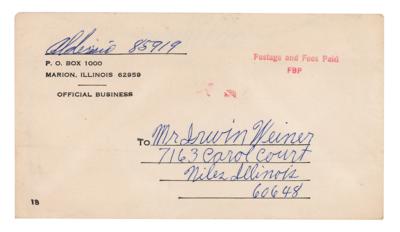 Aldisio 85919
P. O. BOX 1000
MARION, ILLINOIS 62959
OFFICIAL BUSINESS
Postage and Fees Paid
FBP
To Mr Irwin Weiner
7163 Carol Court
Niles Illinois
60648
18